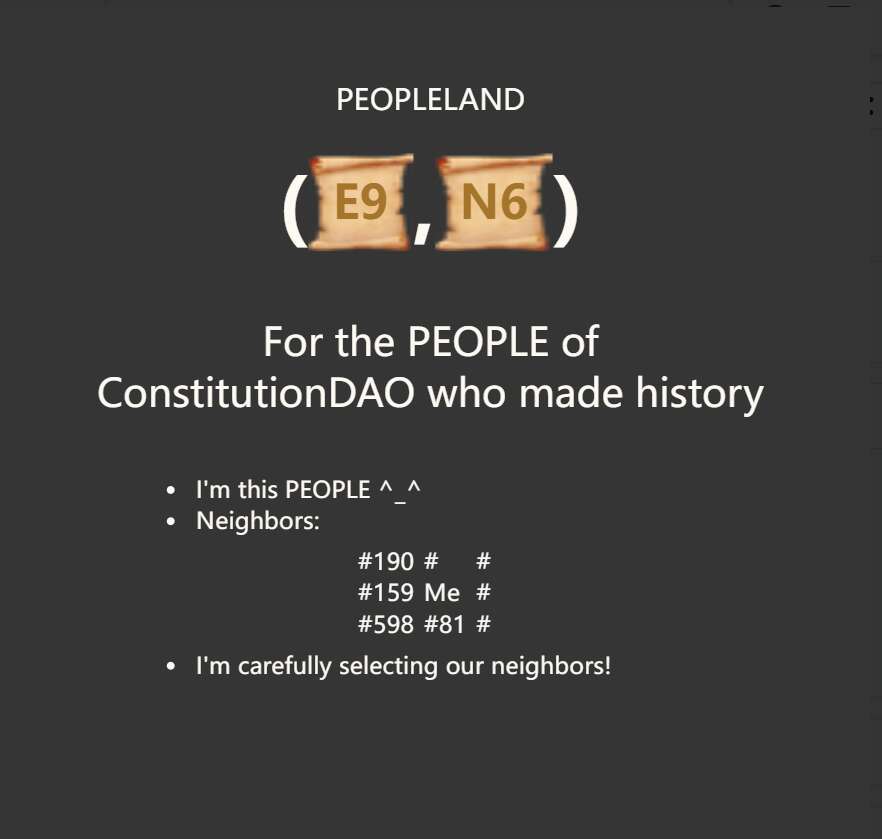 PEOPLELAND
(E9,N6)
For the PEOPLE of
ConstitutionDAO who made history
• I'm this PEOPLE ^_^
• Neighbors:
#190 # #
#159 Me #
#598 #81 #
• I'm carefully selecting our neighbors!